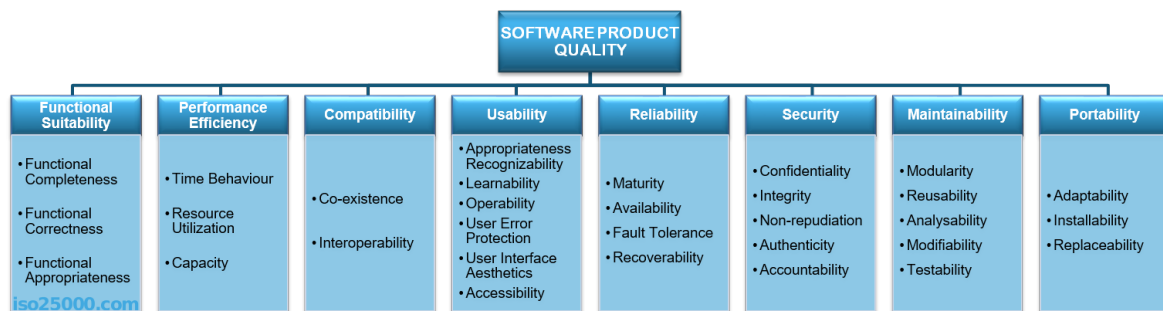 SOFTWARE PRODUCT
QUALITY
Functional
Suitability
• Functional
Completeness
• Functional
Correctness
• Functional
Appropriateness
Performance
Efficiency
• Time Behaviour
• Resource
Utilization
• Capacity
Compatibility
• Co-existence
• Interoperability
Usability
• Appropriateness
Recognizability
• Learnability
• Operability
• User Error
Protection
• User Interface
Aesthetics
• Accessibility
Reliability
• Maturity
• Availability
• Fault Tolerance
• Recoverability
Security
• Confidentiality
• Integrity
• Non-repudiation
• Authenticity
• Accountability
Maintainability
• Modularity
• Reusability
• Analysability
• Modifiability
• Testability
Portability
• Adaptability
• Installability
• Replaceability
iso25000.com